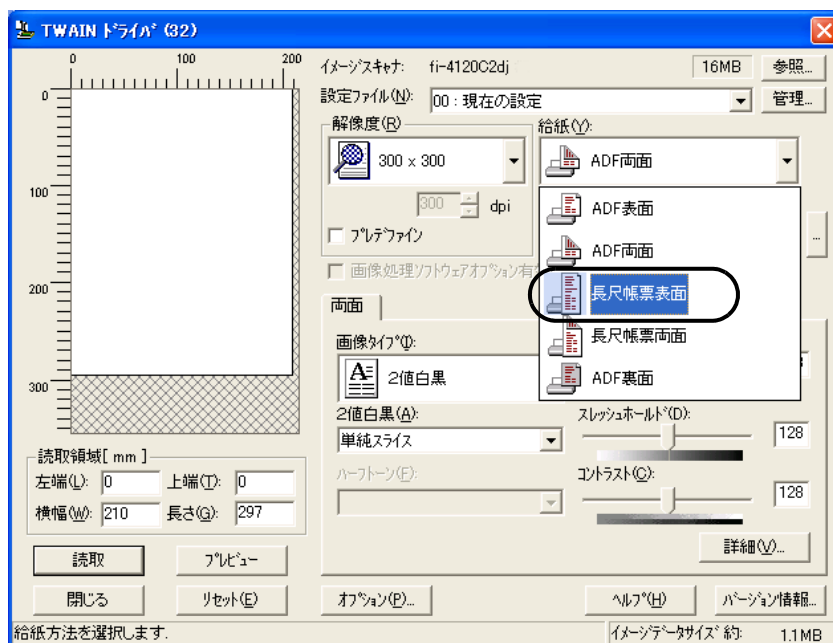 TWAIN ﾄﾞﾗｲﾊﾞ (32)
0 100 200
0
100
200
300
ｲﾒｰｼﾞｽｷｬﾅ: fi-4120C2dj 16MB 参照...
設定ﾌｧｲﾙ(N): 00 : 現在の設定 管理...
解像度(R)
300 × 300
300 dpi
ﾌﾟﾚﾃﾞﾌｧｲﾝ
給紙(Y):
ADF両面
ADF表面
ADF両面
長尺帳票表面
長尺帳票両面
ADF裏面
...
画像処理ｿﾌﾄｳｪｱｵﾌﾟｼｮﾝ有
両面
画像ﾀｲﾌﾟ(I):
2値白黒
2値白黒(A):
単純ｽﾗｲｽ
ﾊｰﾌﾄｰﾝ(F):
ｽﾚｯｼｭﾎｰﾙﾄﾞ(D):
128
ｺﾝﾄﾗｽﾄ(C):
128
詳細(V)...
読取領域[ mm ]
左端(L): 0 上端(T): 0
横幅(W): 210 長さ(G): 297
読取 ﾌﾟﾚﾋﾞｭｰ
閉じる ﾘｾｯﾄ(E) ｵﾌﾟｼｮﾝ(P)... ﾍﾙﾌﾟ(H) ﾊﾞｰｼﾞｮﾝ情報...
給紙方法を選択します. ｲﾒｰｼﾞﾃﾞｰﾀｻｲｽﾞ 約: 1.1MB